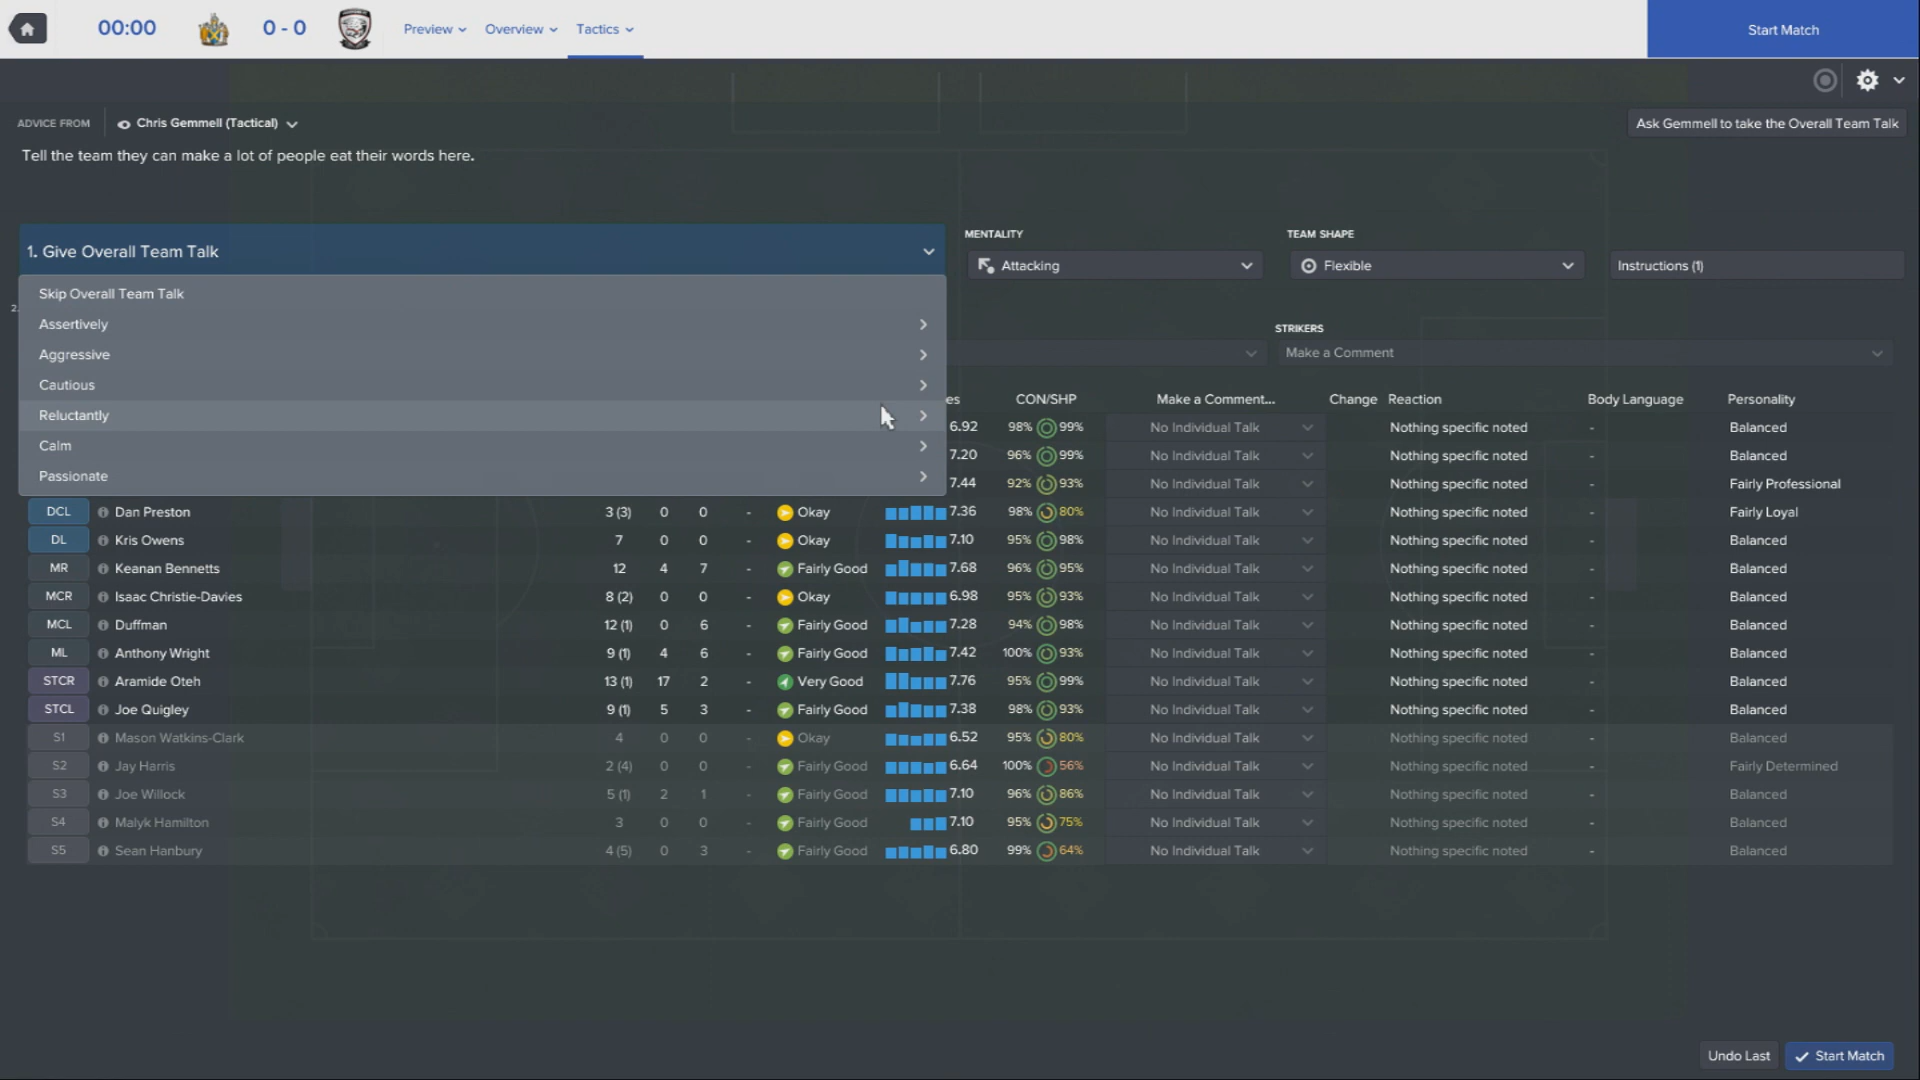 00:00
0 - 0
Preview
Overview
Tactics
Start Match
ADVICE FROM
Chris Gemmell (Tactical)
Ask Gemmell to take the Overall Team Talk
Tell the team they can make a lot of people eat their words here.
1. Give Overall Team Talk
MENTALITY
Attacking
TEAM SHAPE
Flexible
Instructions (1)
Skip Overall Team Talk
2.
Assertively
Aggressive
Cautious
Reluctantly
Calm
Passionate
STRIKERS
Make a Comment
es CON/SHP Make a Comment... Change Reaction Body Language Personality
6.92 98% 99% No Individual Talk Nothing specific noted - Balanced
7.20 96% 99% No Individual Talk Nothing specific noted - Balanced
7.44 92% 93% No Individual Talk Nothing specific noted - Fairly Professional
DCL Dan Preston 3 (3) 0 0 - Okay 7.36 98% 80% No Individual Talk Nothing specific noted - Fairly Loyal
DL Kris Owens 7 0 0 - Okay 7.10 95% 98% No Individual Talk Nothing specific noted - Balanced
MR Keanan Bennetts 12 4 7 - Fairly Good 7.68 96% 95% No Individual Talk Nothing specific noted - Balanced
MCR Isaac Christie-Davies 8 (2) 0 0 - Okay 6.98 95% 93% No Individual Talk Nothing specific noted - Balanced
MCL Duffman 12 (1) 0 6 - Fairly Good 7.28 94% 98% No Individual Talk Nothing specific noted - Balanced
ML Anthony Wright 9 (1) 4 6 - Fairly Good 7.42 100% 93% No Individual Talk Nothing specific noted - Balanced
STCR Aramide Oteh 13 (1) 17 2 - Very Good 7.76 95% 99% No Individual Talk Nothing specific noted - Balanced
STCL Joe Quigley 9 (1) 5 3 - Fairly Good 7.38 98% 93% No Individual Talk Nothing specific noted - Balanced
S1 Mason Watkins-Clark 4 0 0 - Okay 6.52 95% 80% No Individual Talk Nothing specific noted - Balanced
S2 Jay Harris 2 (4) 0 0 - Fairly Good 6.64 100% 56% No Individual Talk Nothing specific noted - Fairly Determined
S3 Joe Willock 5 (1) 2 1 - Fairly Good 7.10 96% 86% No Individual Talk Nothing specific noted - Balanced
S4 Malyk Hamilton 3 0 0 - Fairly Good 7.10 95% 75% No Individual Talk Nothing specific noted - Balanced
S5 Sean Hanbury 4 (5) 0 3 - Fairly Good 6.80 99% 64% No Individual Talk Nothing specific noted - Balanced
Undo Last
Start Match